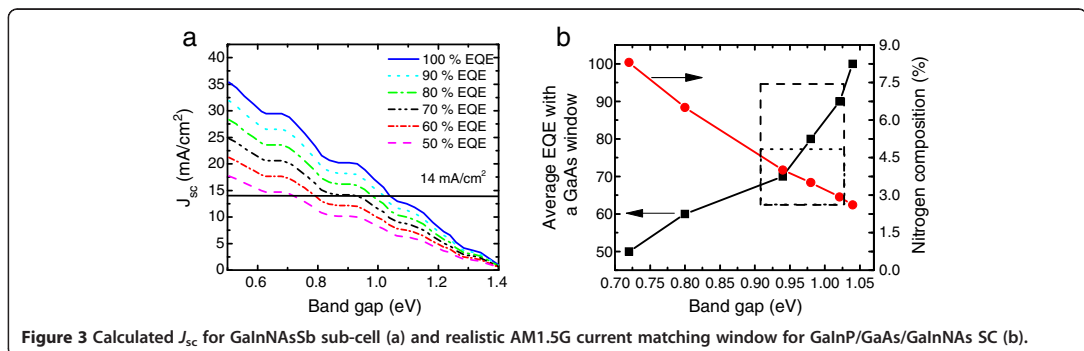 a
J_sc (mA/cm²)
40
35
30
25
20
15
10
5
0
100 % EQE
90 % EQE
80 % EQE
70 % EQE
60 % EQE
50 % EQE
14 mA/cm²
0.6 0.8 1.0 1.2 1.4
Band gap (eV)
b
Average EQE with
a GaAs window
100
90
80
70
60
50
9.0
7.5
6.0
4.5
3.0
1.5
0.0
Nitrogen composition (%)
0.70 0.75 0.80 0.85 0.90 0.95 1.00 1.05
Band gap (eV)
Figure 3 Calculated J_sc for GaInNAsSb sub-cell (a) and realistic AM1.5G current matching window for GaInP/GaAs/GaInNAs SC (b).